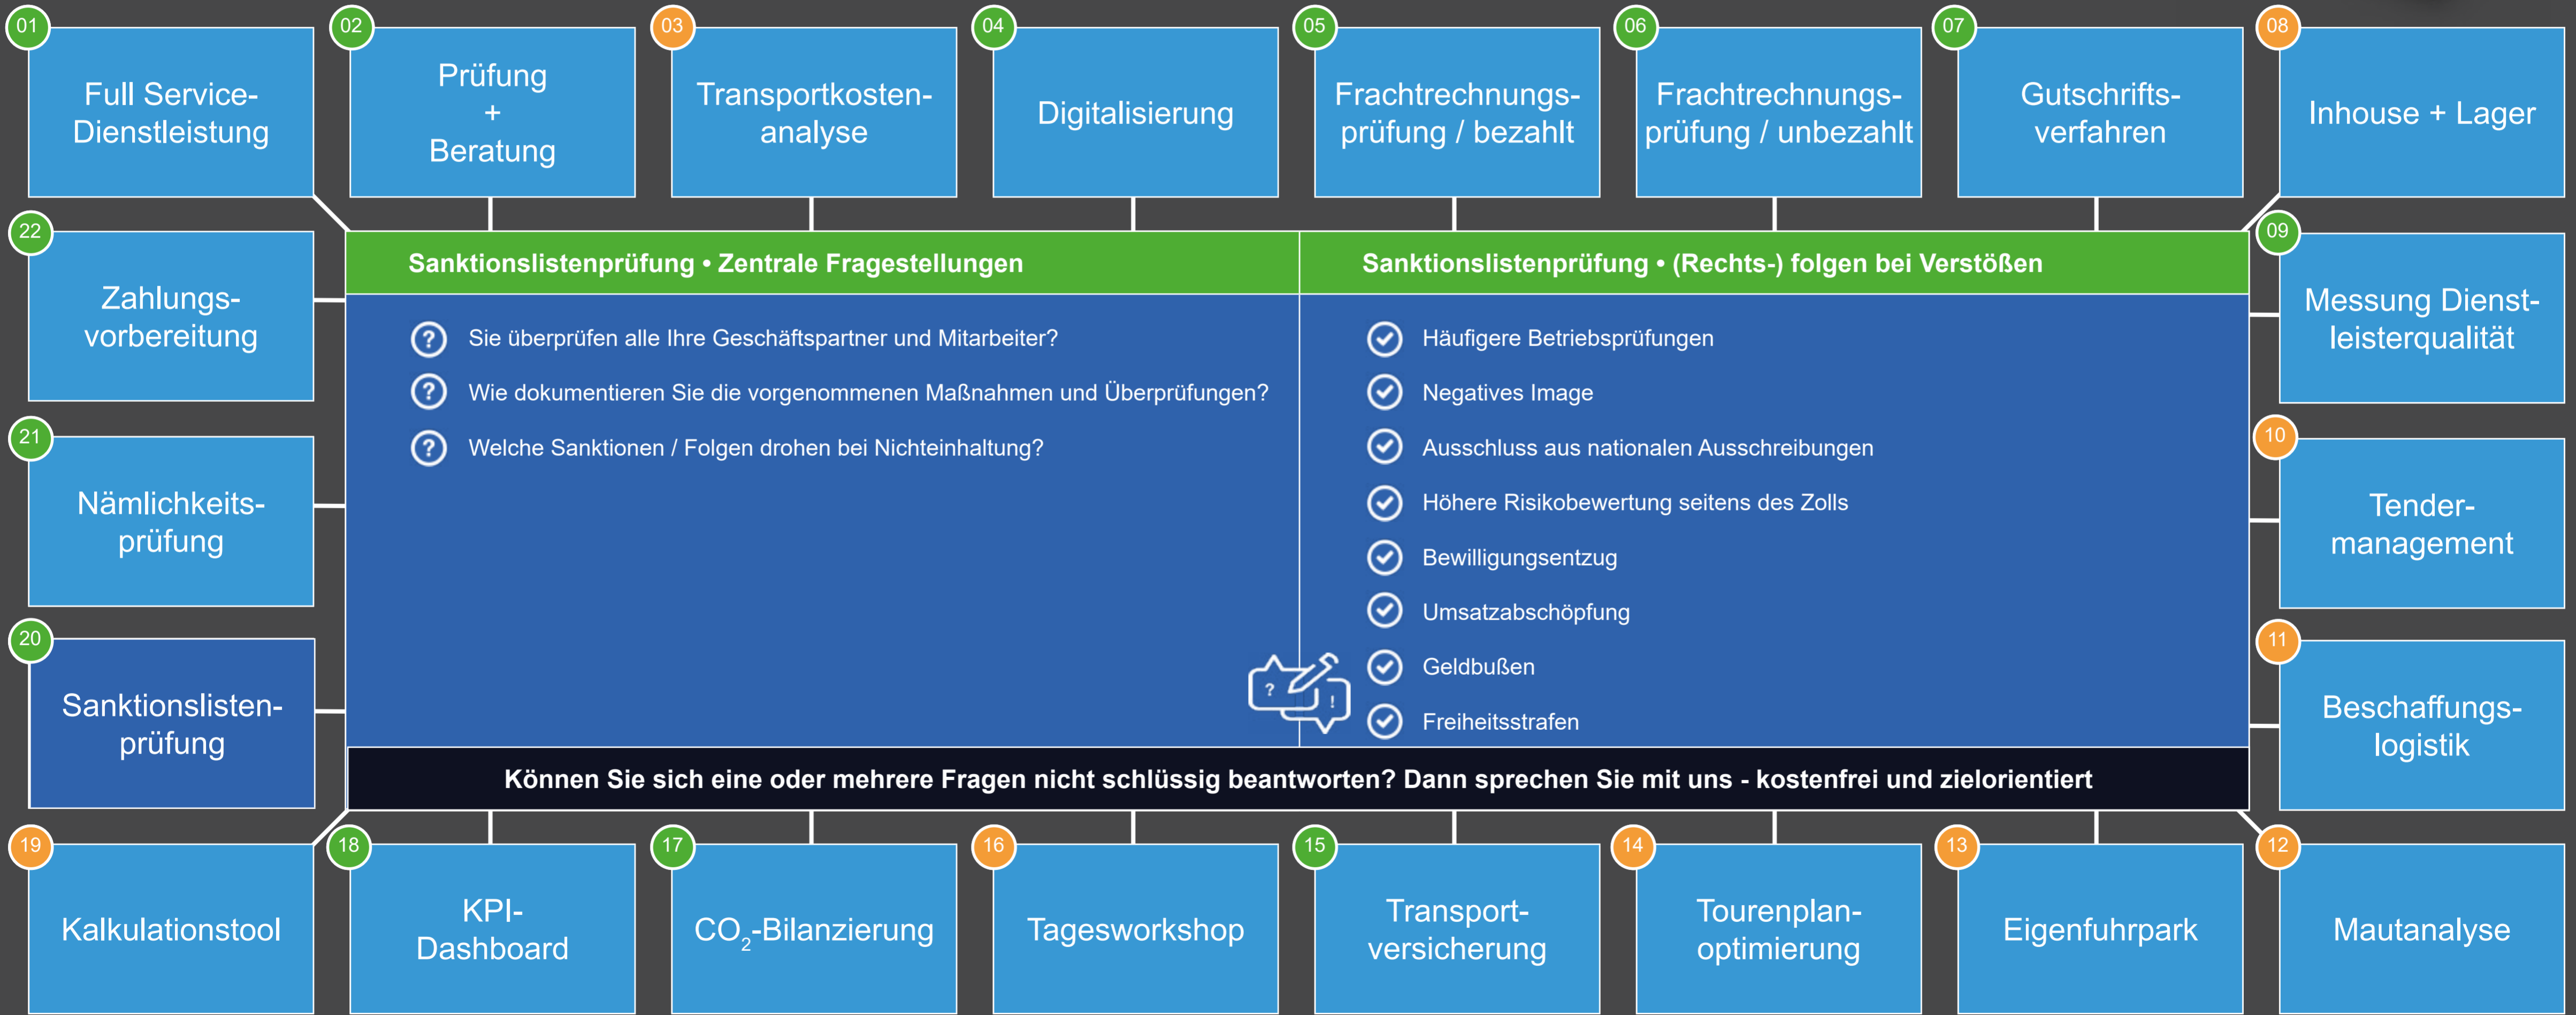 01
Full Service-
Dienstleistung
02
Prüfung
+
Beratung
03
Transportkosten-
analyse
04
Digitalisierung
05
Frachtrechnungs-
prüfung / bezahlt
06
Frachtrechnungs-
prüfung / unbezahlt
07
Gutschrifts-
verfahren
08
Inhouse + Lager
22
Zahlungs-
vorbereitung
21
Nämlichkeits-
prüfung
20
Sanktionslisten-
prüfung
Sanktionslistenprüfung • Zentrale Fragestellungen
? Sie überprüfen alle Ihre Geschäftspartner und Mitarbeiter?
? Wie dokumentieren Sie die vorgenommenen Maßnahmen und Überprüfungen?
? Welche Sanktionen / Folgen drohen bei Nichteinhaltung?
? !
Sanktionslistenprüfung • (Rechts-) folgen bei Verstößen
Häufigere Betriebsprüfungen
Negatives Image
Ausschluss aus nationalen Ausschreibungen
Höhere Risikobewertung seitens des Zolls
Bewilligungsentzug
Umsatzabschöpfung
Geldbußen
Freiheitsstrafen
Können Sie sich eine oder mehrere Fragen nicht schlüssig beantworten? Dann sprechen Sie mit uns - kostenfrei und zielorientiert
09
Messung Dienst-
leisterqualität
10
Tender-
management
11
Beschaffungs-
logistik
19
Kalkulationstool
18
KPI-
Dashboard
17
CO₂-Bilanzierung
16
Tagesworkshop
15
Transport-
versicherung
14
Tourenplan-
optimierung
13
Eigenfuhrpark
12
Mautanalyse